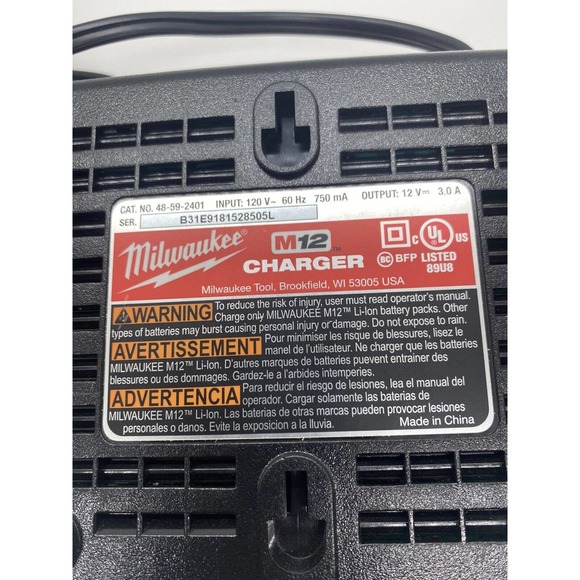 CAT. NO. 48-59-2401 INPUT: 120 V~ 60 Hz 750 mA OUTPUT: 12 V⎓ 3.0 A
SER. B31E9181528505L
Milwaukee M12™ CHARGER
Milwaukee Tool, Brookfield, WI 53005 USA
C UL US
BC BFP LISTED
89U8
WARNING To reduce the risk of injury, user must read operator's manual.
Charge only MILWAUKEE M12™ Li-Ion battery packs. Other
types of batteries may burst causing personal injury or damage. Do not expose to rain.
AVERTISSEMENT Pour minimiser les risques de blessures, lisez le
manel de l'utilisateur. Ne charger que les batteries
MILWAUKEE M12™ Li-Ion. D'autres marques de batteries peuvent entrainer des
blessures ou des dommages. Gardez-le a l'arbides intemperies.
ADVERTENCIA Para reducir el riesgo de lesiones, lea el manual del
operador. Cargar solamente las baterias de
MILWAUKEE M12™ Li-Ion. Las baterias de otras marcas pueden provocar lesiones
personales o danos. Evite la exposicion a la lluvia. Made in China